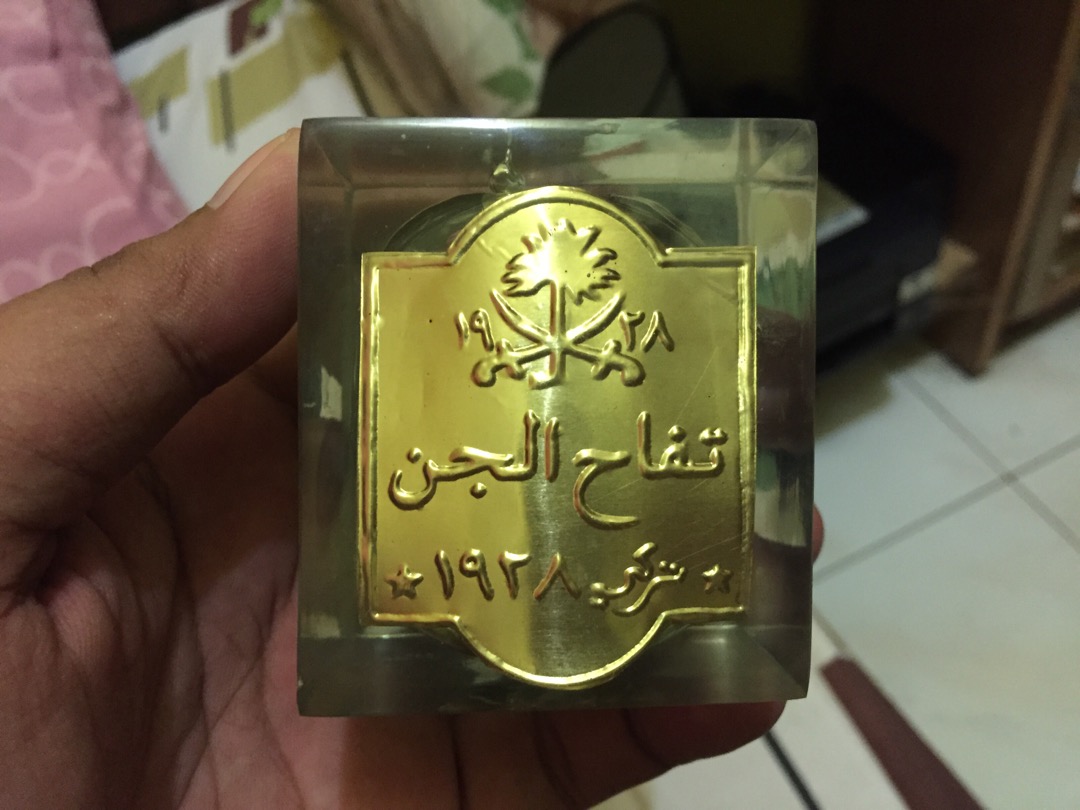 ١٩ ٢٨
تفاح الجن
تركي ١٩٢٨